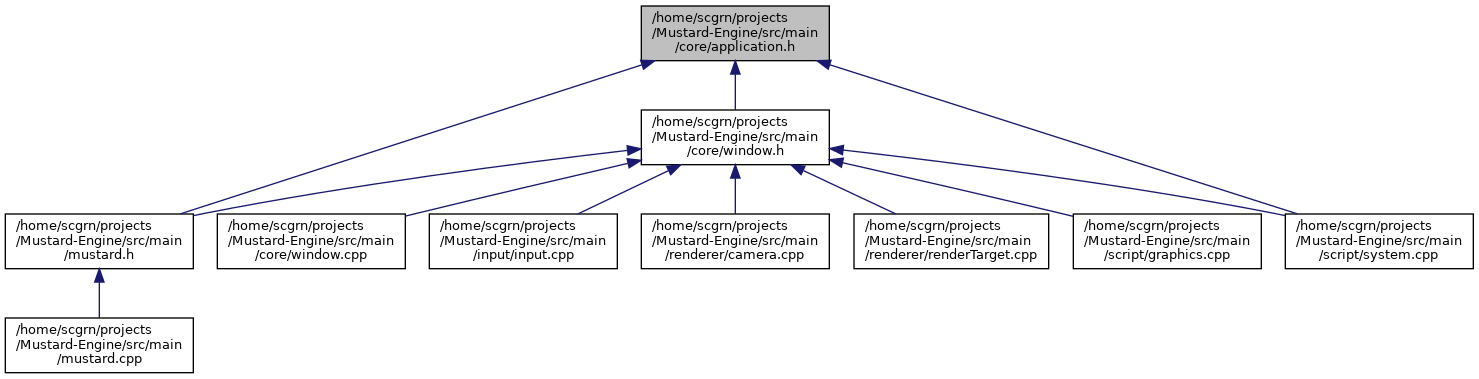 /home/scgrn/projects
/Mustard-Engine/src/main
/core/application.h
/home/scgrn/projects
/Mustard-Engine/src/main
/core/window.h
/home/scgrn/projects
/Mustard-Engine/src/main
/mustard.h
/home/scgrn/projects
/Mustard-Engine/src/main
/core/window.cpp
/home/scgrn/projects
/Mustard-Engine/src/main
/input/input.cpp
/home/scgrn/projects
/Mustard-Engine/src/main
/renderer/camera.cpp
/home/scgrn/projects
/Mustard-Engine/src/main
/renderer/renderTarget.cpp
/home/scgrn/projects
/Mustard-Engine/src/main
/script/graphics.cpp
/home/scgrn/projects
/Mustard-Engine/src/main
/script/system.cpp
/home/scgrn/projects
/Mustard-Engine/src/main
/mustard.cpp